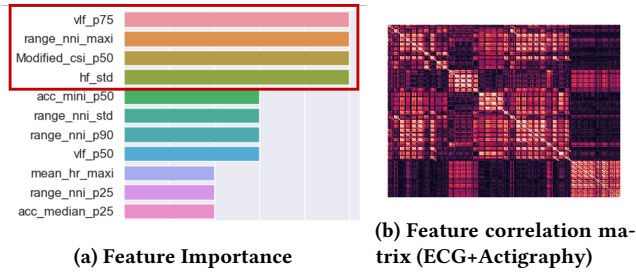 vlf_p75
range_nni_maxi
Modified_csi_p50
hf_std
acc_mini_p50
range_nni_std
range_nni_p90
vlf_p50
mean_hr_maxi
range_nni_p25
acc_median_p25
(a) Feature Importance
(b) Feature correlation ma-
trix (ECG+Actigraphy)